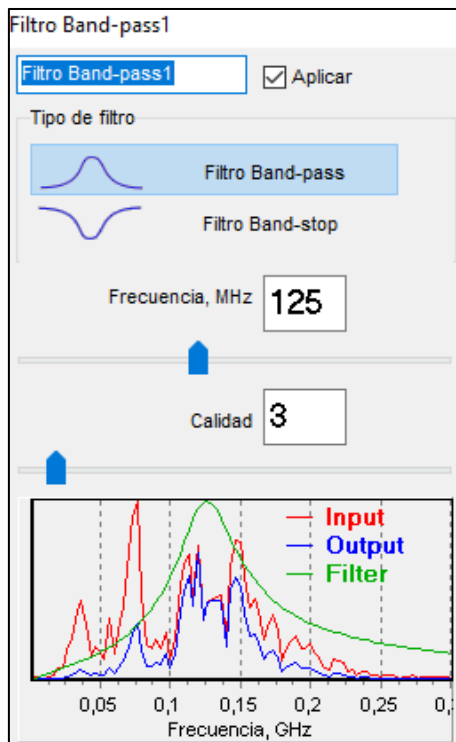 Filtro Band-pass1
Filtro Band-pass1 Aplicar
Tipo de filtro
Filtro Band-pass
Filtro Band-stop
Frecuencia, MHz 125
Calidad 3
Input
Output
Filter
0,05 0,1 0,15 0,2 0,25
Frecuencia, GHz